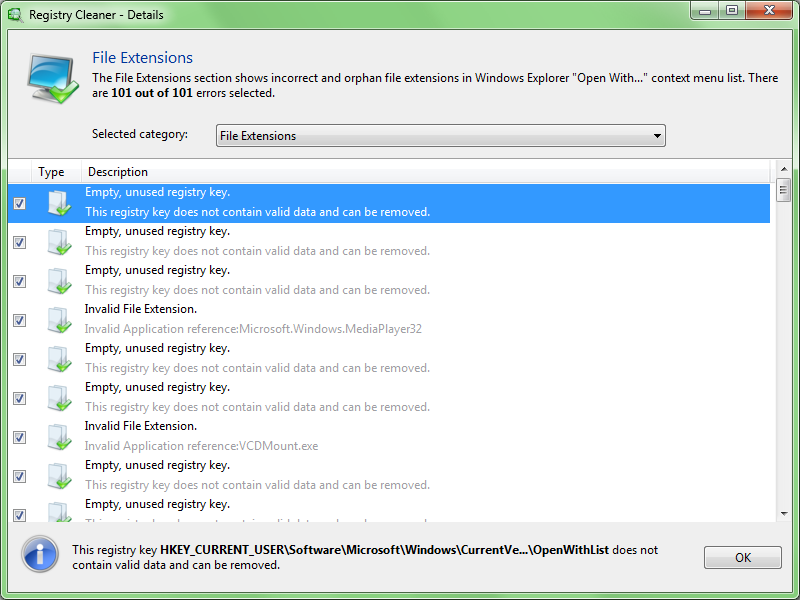 Registry Cleaner - Details
File Extensions
The File Extensions section shows incorrect and orphan file extensions in Windows Explorer "Open With..." context menu list. There
are 101 out of 101 errors selected.
Selected category:
File Extensions
Type
Description
Empty, unused registry key.
This registry key does not contain valid data and can be removed.
Empty, unused registry key.
This registry key does not contain valid data and can be removed.
Empty, unused registry key.
This registry key does not contain valid data and can be removed.
Invalid File Extension.
Invalid Application reference:Microsoft.Windows.MediaPlayer32
Empty, unused registry key.
This registry key does not contain valid data and can be removed.
Empty, unused registry key.
This registry key does not contain valid data and can be removed.
Invalid File Extension.
Invalid Application reference:VCDMount.exe
Empty, unused registry key.
This registry key does not contain valid data and can be removed.
Empty, unused registry key.
This registry key HKEY_CURRENT_USER\Software\Microsoft\Windows\CurrentVe...\OpenWithList does not
contain valid data and can be removed.
OK